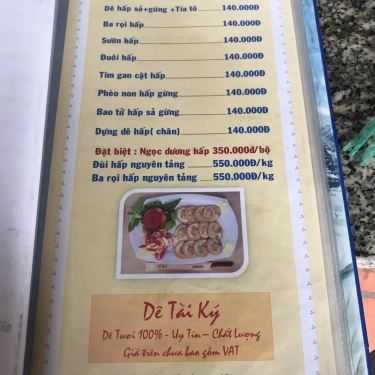 Dê hấp sả+gừng +Tía tô 140.000Đ
Ba rọi hấp 140.000Đ
Sườn hấp 140.000Đ
Đuôi hấp 140.000Đ
Tim gan cật hấp 140.000Đ
Phèo non hấp gừng 140.000Đ
Bao tử hấp sả gừng 140.000Đ
Dựng dê hấp( chân) 140.000Đ
Đặt biệt : Ngọc dương hấp 350.000đ/bộ
Đùi hấp nguyên tảng 550.000Đ/kg
Ba rọi hấp nguyên tảng 550.000Đ/kg
Dê Tài Ký
Dê Tươi 100% - Uy Tín – Chất Lượng
Giá trên chưa bao gồm VAT